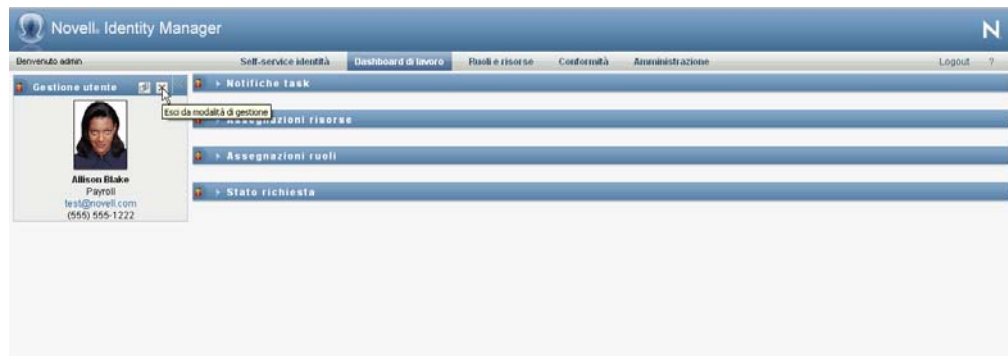 Novell® Identity Manager
N
Benvenuto admin
Self-service identità Dashboard di lavoro Ruoli e risorse Conformità Amministrazione Logout ?
Gestione utente
Notifiche task
Esci da modalità di gestione
Assegnazioni risorse
Assegnazioni ruoli
Stato richiesta
Allison Blake
Payroll
test@novell.com
(555) 555-1222